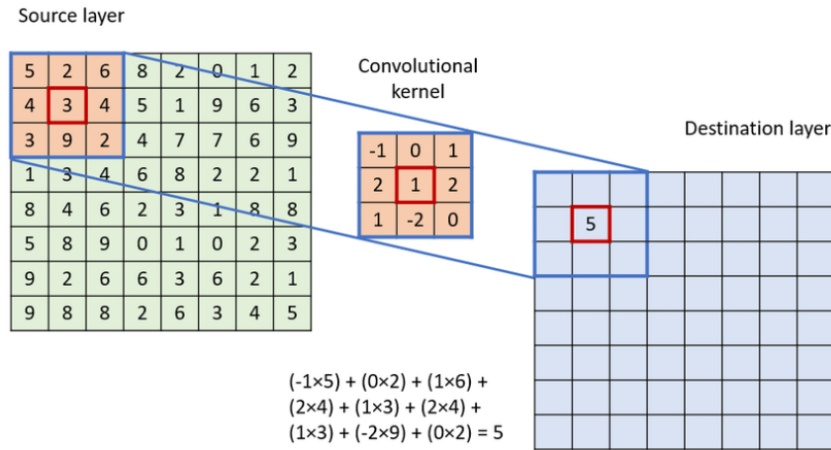 Source layer
5 2 6 8 2 0 1 2
4 3 4 5 1 9 6 3
3 9 2 4 7 7 6 9
1 3 4 6 8 2 2 1
8 4 6 2 3 1 8 8
5 8 9 0 1 0 2 3
9 2 6 6 3 6 2 1
9 8 8 2 6 3 4 5
Convolutional
kernel
-1 0 1
2 1 2
1 -2 0
Destination layer
5
(-1×5) + (0×2) + (1×6) +
(2×4) + (1×3) + (2×4) +
(1×3) + (-2×9) + (0×2) = 5